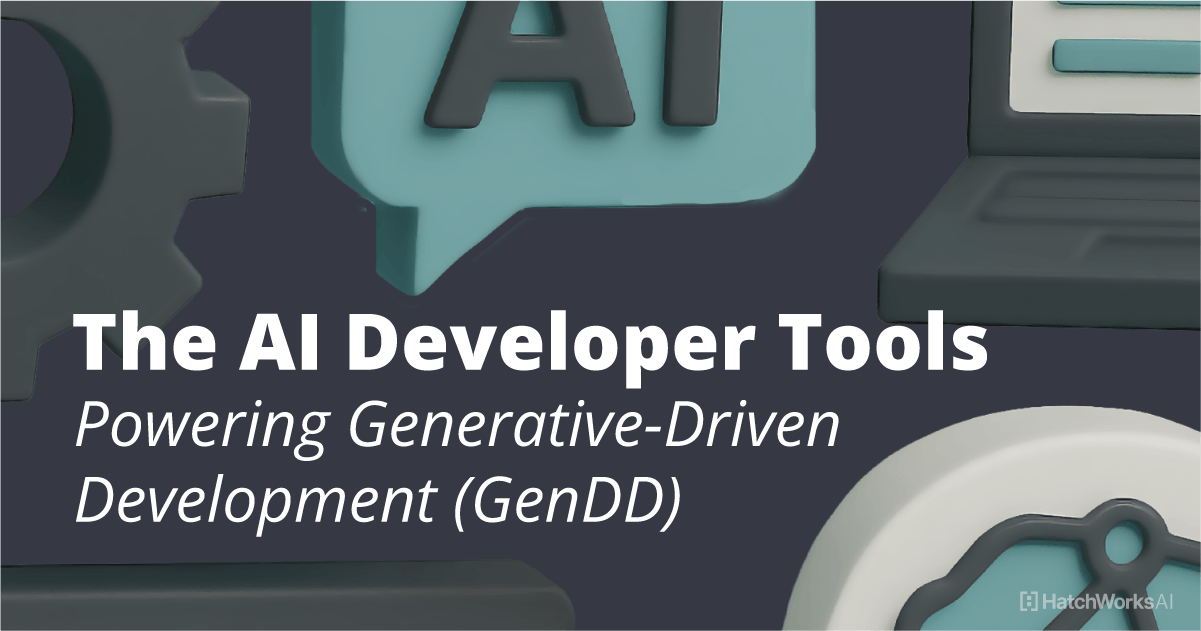 AI
The AI Developer Tools
Powering Generative-Driven
Development (GenDD)
HatchWorksAI